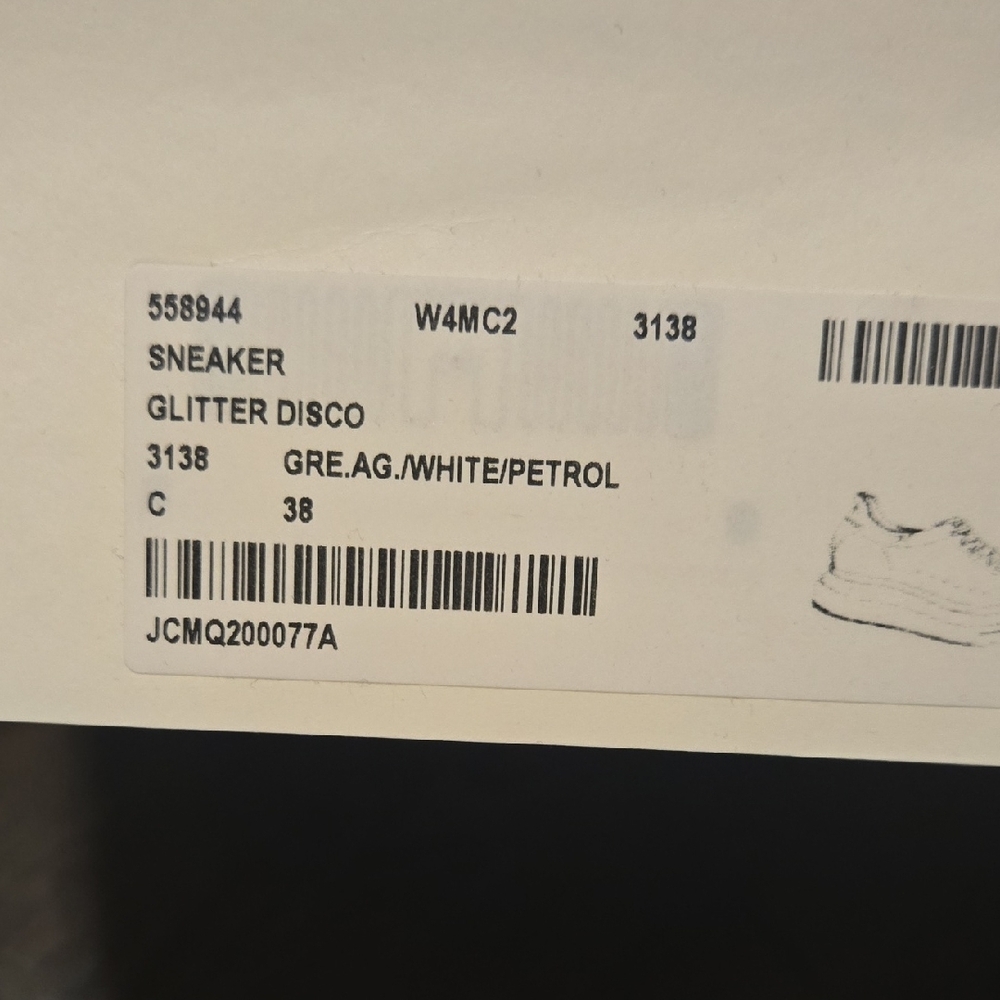 558944 W4MC2 3138
SNEAKER
GLITTER DISCO
3138 GRE.AG./WHITE/PETROL
C 38
JCMQ200077A